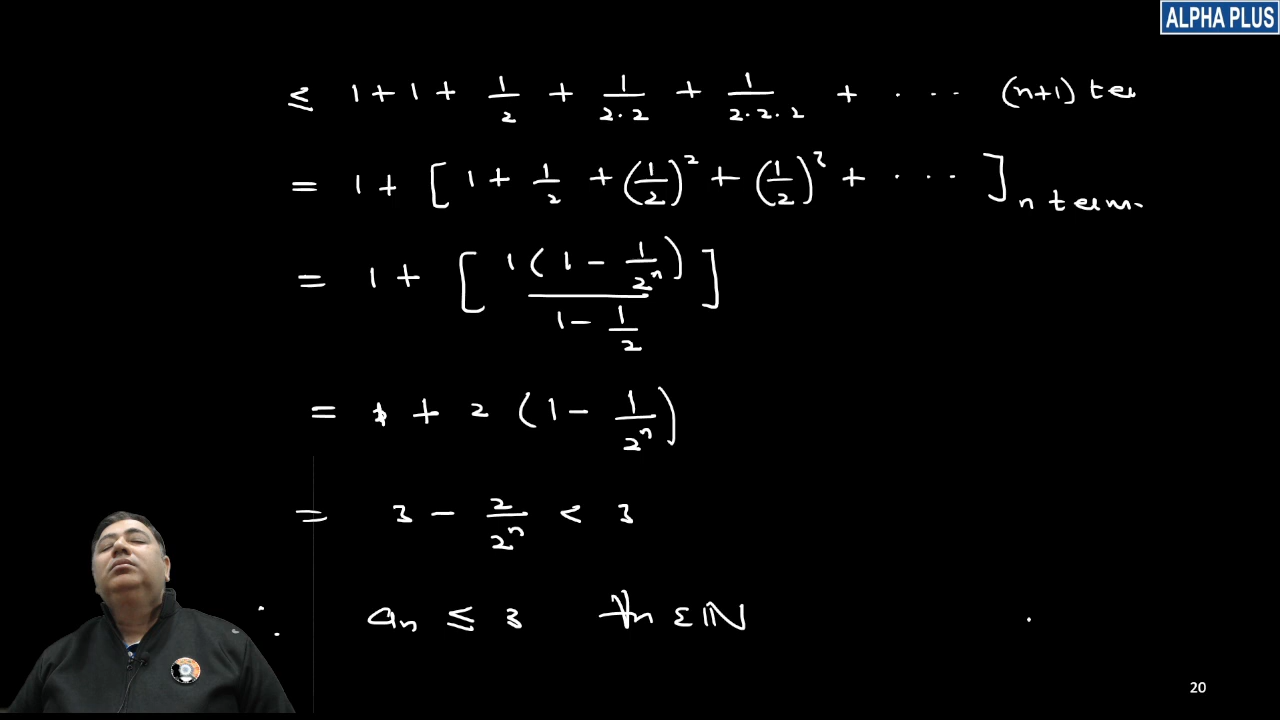 ALPHA PLUS
≤ 1 + 1 + 1/2 + 1/(2.2) + 1/(2.2.2) + . . . (n+1) ter
= 1 + [ 1 + 1/2 + (1/2)^2 + (1/2)^3 + . . . ] n term.
= 1 + [ 1(1 - 1/2^n) / (1 - 1/2) ]
= 1 + 2 (1 - 1/2^n)
= 3 - 2/2^n < 3
∴ an ≤ 3 ∀n ∈ ℕ
20